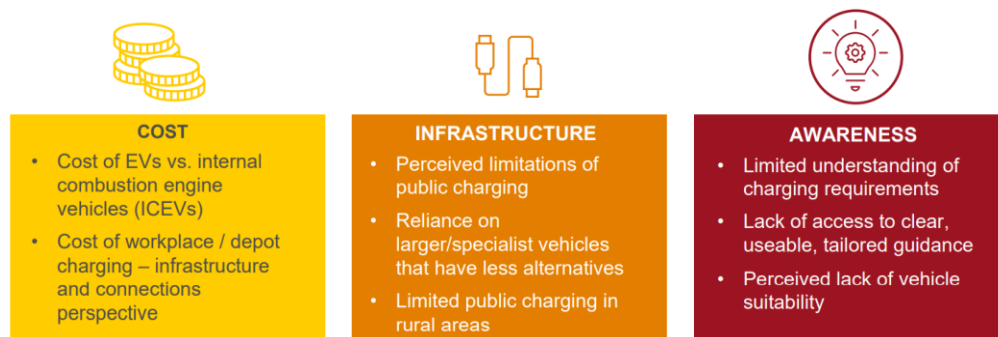 COST
• Cost of EVs vs. internal
combustion engine
vehicles (ICEVs)
• Cost of workplace / depot
charging – infrastructure
and connections
perspective
INFRASTRUCTURE
• Perceived limitations of
public charging
• Reliance on
larger/specialist vehicles
that have less alternatives
• Limited public charging in
rural areas
AWARENESS
• Limited understanding of
charging requirements
• Lack of access to clear,
useable, tailored guidance
• Perceived lack of vehicle
suitability